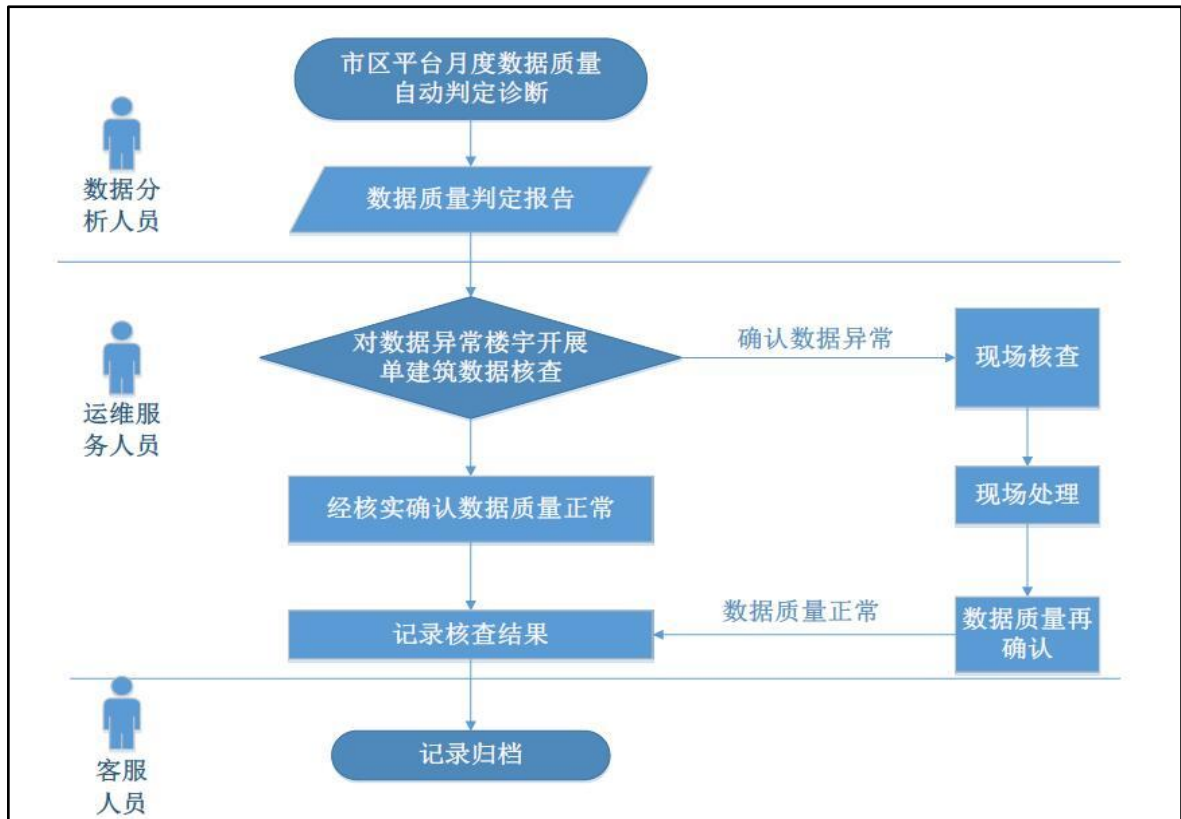 市区平台月度数据质量
自动判定诊断
数据分
析人员
数据质量判定报告
对数据异常楼宇开展
单建筑数据核查
确认数据异常
现场核查
运维服
务人员
经核实确认数据质量正常
现场处理
记录核查结果
数据质量正常
数据质量再
确认
记录归档
客服
人员